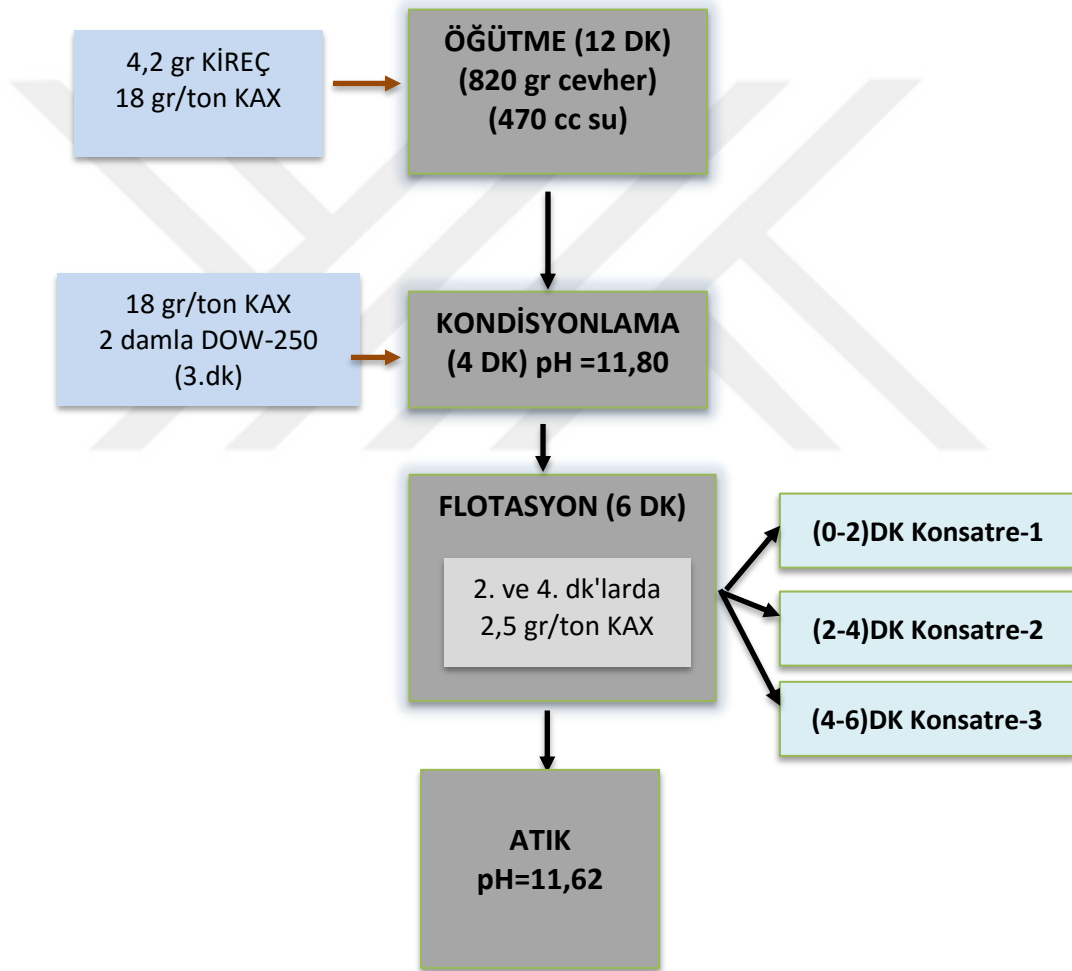 4,2 gr KİREÇ
18 gr/ton KAX
ÖĞÜTME (12 DK)
(820 gr cevher)
(470 cc su)
18 gr/ton KAX
2 damla DOW-250
(3.dk)
KONDİSYONLAMA
(4 DK) pH =11,80
FLOTASYON (6 DK)
2. ve 4. dk'larda
2,5 gr/ton KAX
(0-2)DK Konsatre-1
(2-4)DK Konsatre-2
(4-6)DK Konsatre-3
ATIK
pH=11,62